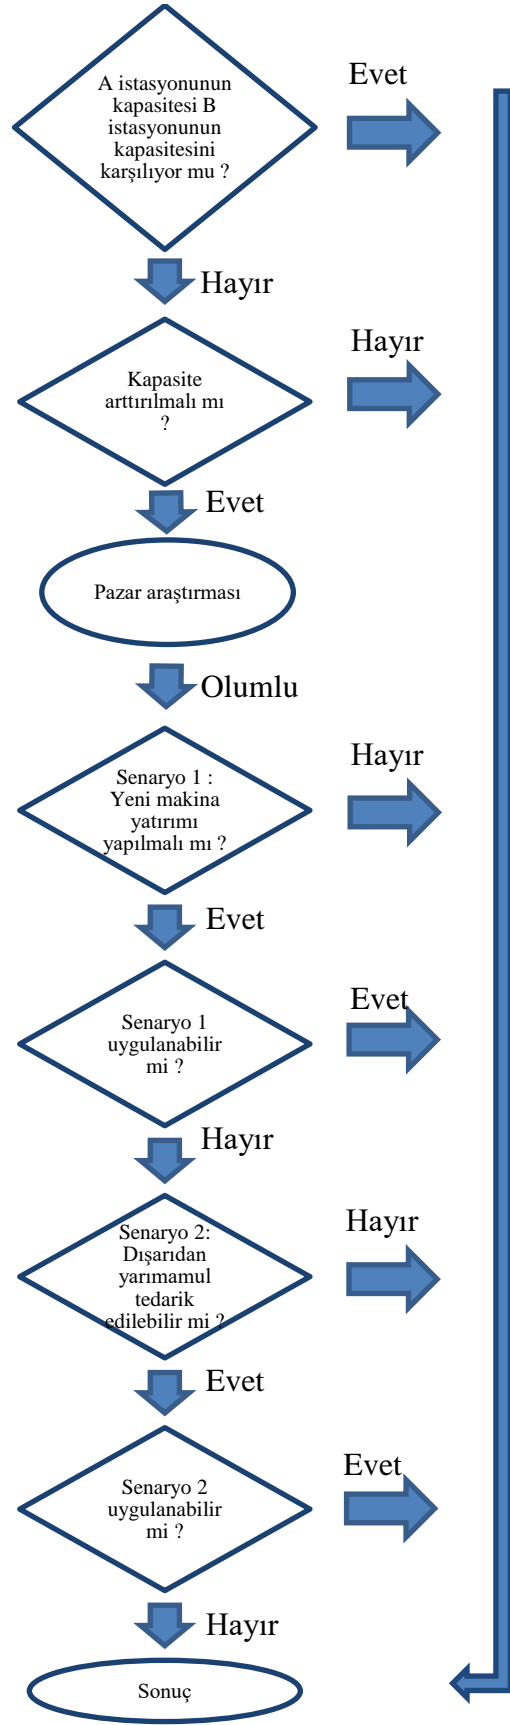 A istasyonunun
kapasitesi B
istasyonunun
kapasitesini
karşılıyor mu ?
Evet
Hayır
Kapasite
arttırılmalı mı
?
Hayır
Evet
Pazar araştırması
Olumlu
Senaryo 1 :
Yeni makina
yatırımı
yapılmalı mı ?
Hayır
Evet
Senaryo 1
uygulanabilir
mi ?
Evet
Hayır
Senaryo 2:
Dışarıdan
yarımamul
tedarik
edilebilir mi ?
Hayır
Evet
Senaryo 2
uygulanabilir
mi ?
Evet
Hayır
Sonuç